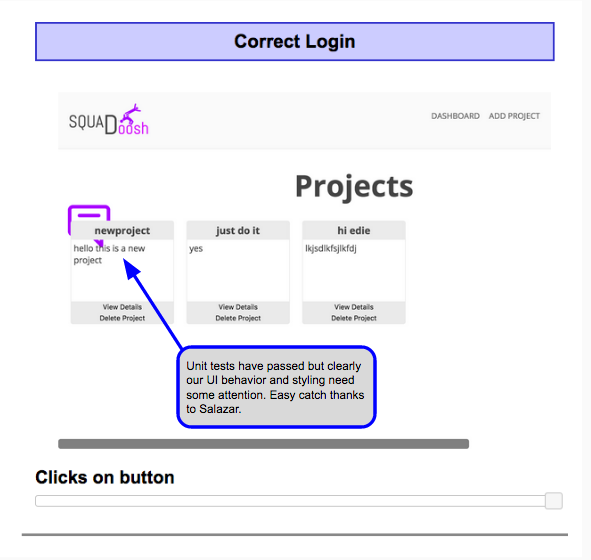 Correct Login
SQUADoosh
DASHBOARD ADD PROJECT
Projects
newproject
hello this is a new
project
View Details
Delete Project
just do it
yes
View Details
Delete Project
hi edie
lkjsdlkfsjlkfdj
View Details
Delete Project
Unit tests have passed but clearly
our UI behavior and styling need
some attention. Easy catch thanks
to Salazar.
Clicks on button